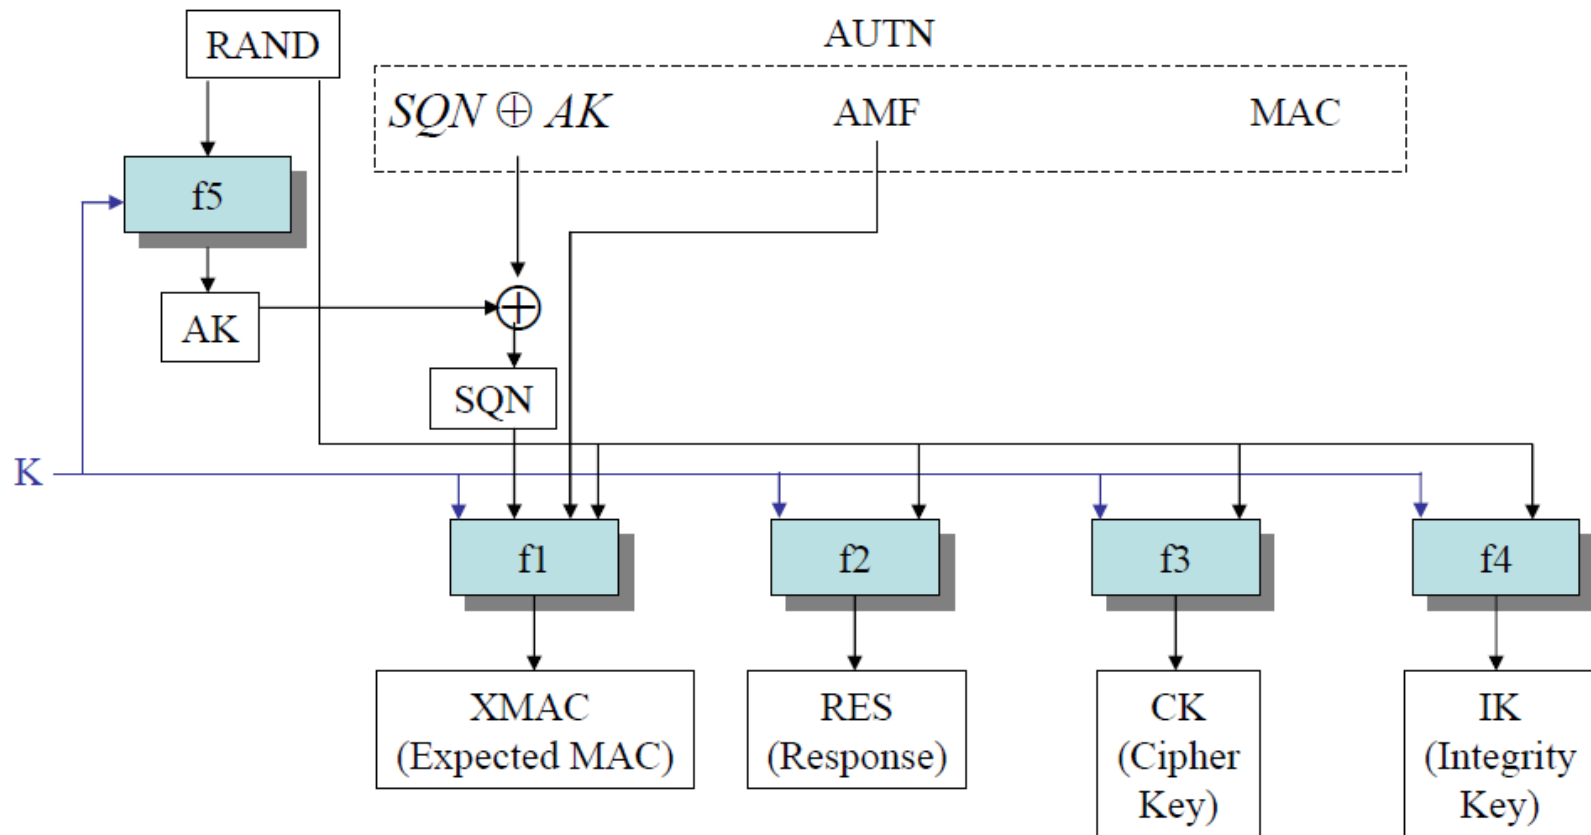 RAND
AUTN
SQN ⊕ AK
AMF
MAC
f5
AK
SQN
K
f1
f2
f3
f4
XMAC
(Expected MAC)
RES
(Response)
CK
(Cipher
Key)
IK
(Integrity
Key)